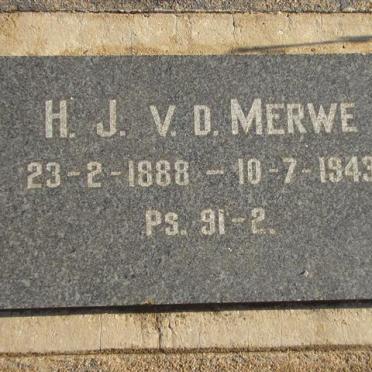 H. J. V. D. MERWE
23-2-1888 - 10-7-1943
PS. 91-2.